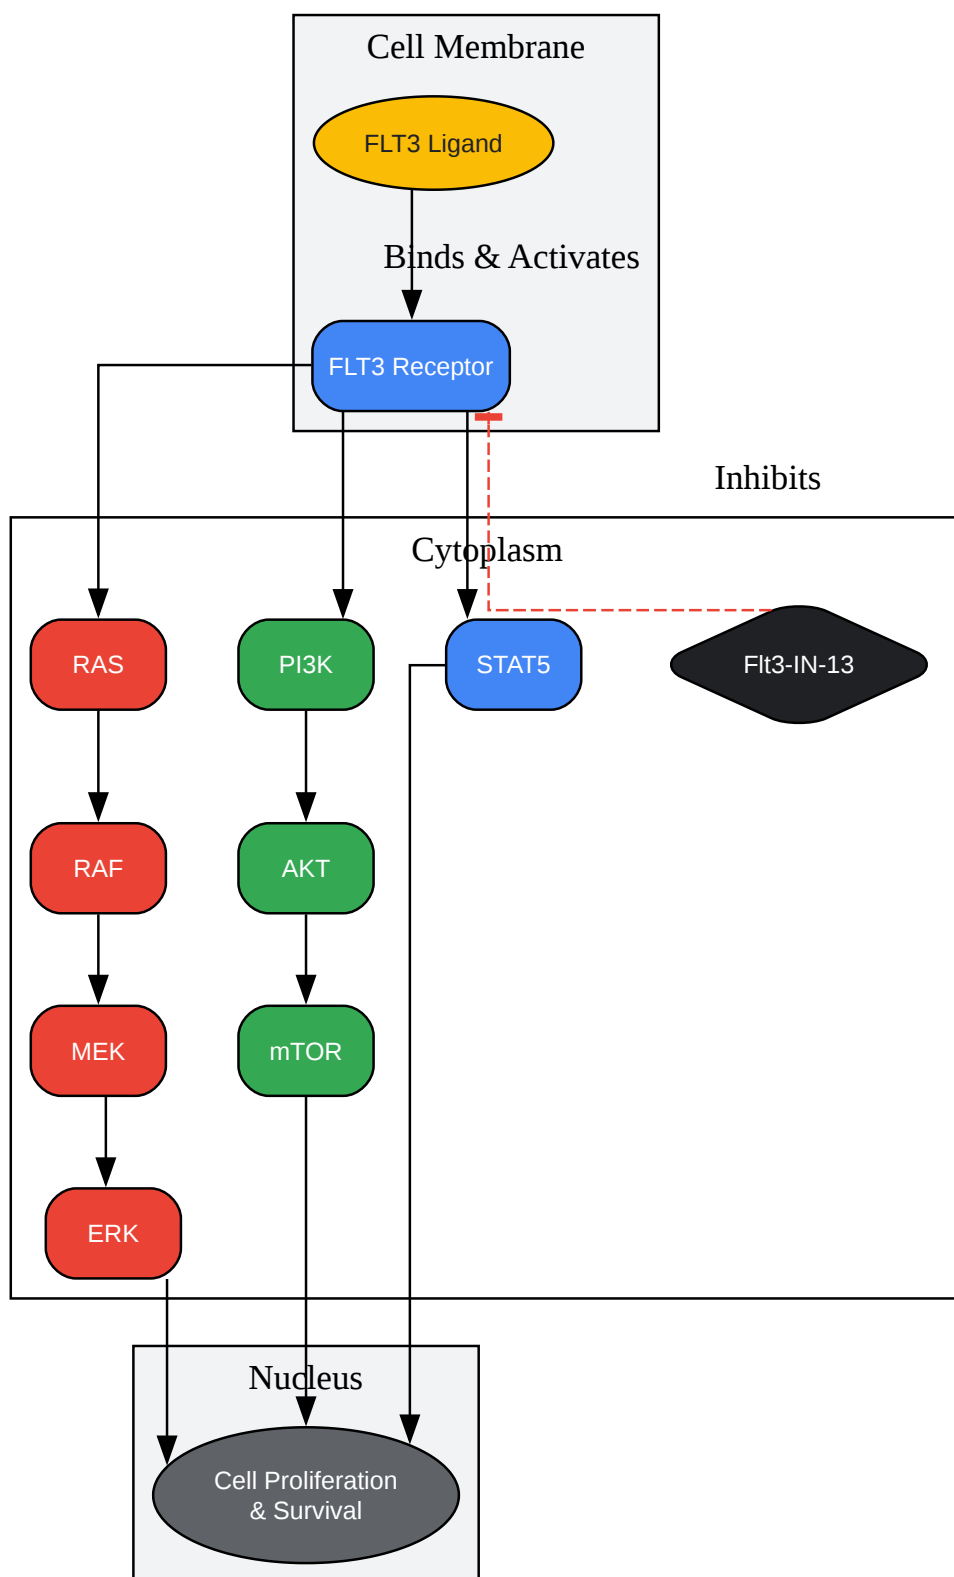 Cell Membrane
FLT3 Ligand
Binds & Activates
FLT3 Receptor
Inhibits
Cytoplasm
RAS
PI3K
STAT5
Flt3-IN-13
RAF
AKT
MEK
mTOR
ERK
Nucleus
Cell Proliferation
& Survival